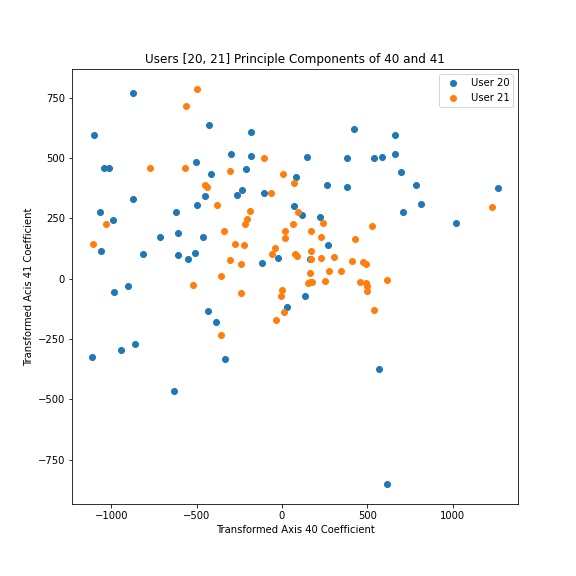 Users [20, 21] Principle Components of 40 and 41
User 20
User 21
750
500
250
0
−250
−500
−750
Transformed Acis 41 Coefficient
−1000
−500
0
500
1000
Transformed Axis 40 Coefficient